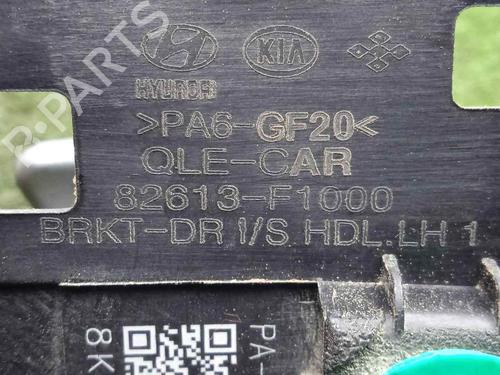 HYUNDAI
KIA
>PA6-GF20<
QLE-CAR
82613-F1000
BRKT-DR I/S HDL.LH 1
PA-
8K
B-PARTS